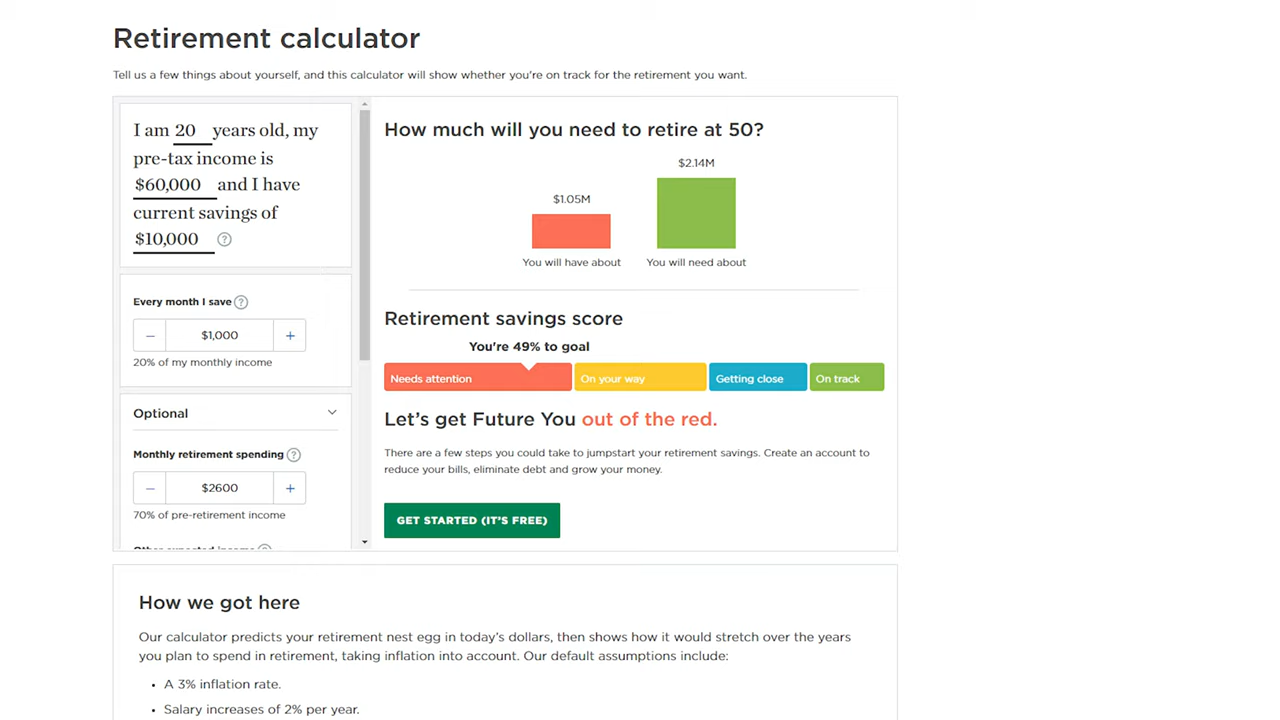 Retirement calculator
Tell us a few things about yourself, and this calculator will show whether you're on track for the retirement you want.
I am 20 years old, my
pre-tax income is
$60,000 and I have
current savings of
$10,000 ?
Every month I save ?
– $1,000 +
20% of my monthly income
Optional
Monthly retirement spending ?
– $2600 +
70% of pre-retirement income
Other expected income ?
How much will you need to retire at 50?
$2.14M
$1.05M
You will have about You will need about
Retirement savings score
You're 49% to goal
Needs attention On your way Getting close On track
Let's get Future You out of the red.
There are a few steps you could take to jumpstart your retirement savings. Create an account to
reduce your bills, eliminate debt and grow your money.
GET STARTED (IT'S FREE)
How we got here
Our calculator predicts your retirement nest egg in today's dollars, then shows how it would stretch over the years
you plan to spend in retirement, taking inflation into account. Our default assumptions include:
• A 3% inflation rate.
• Salary increases of 2% per year.